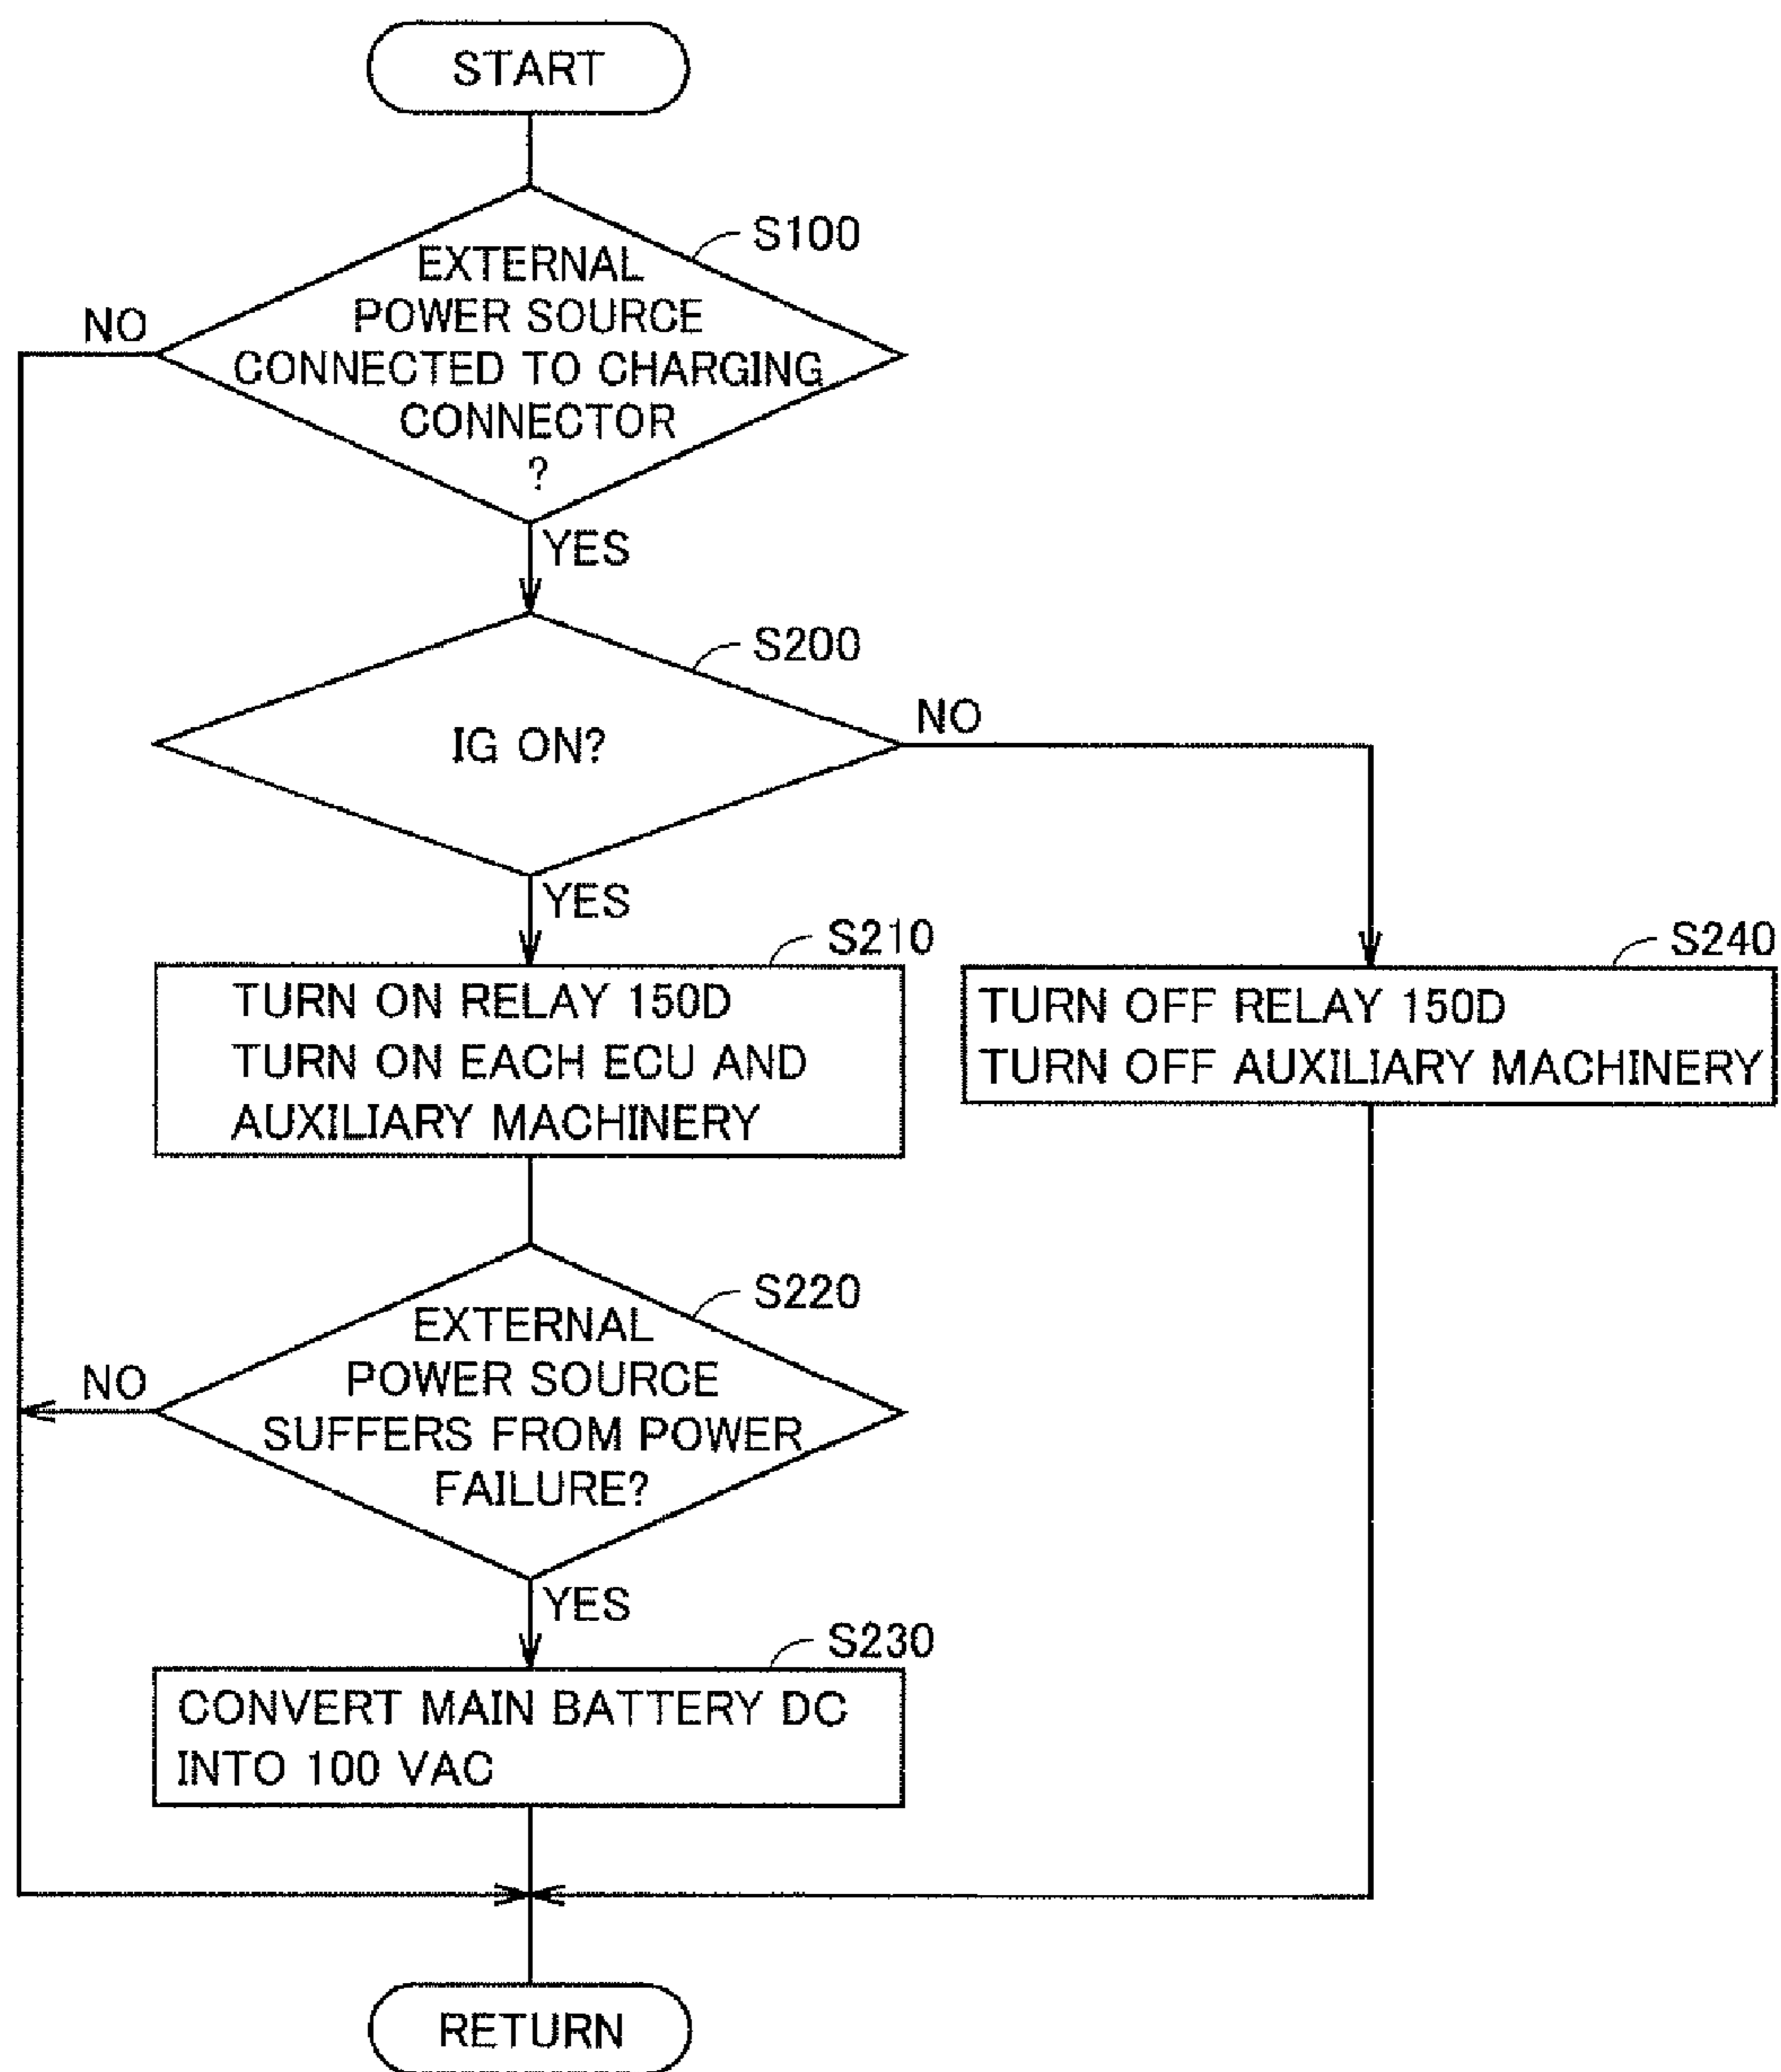 START
S100
EXTERNAL
POWER SOURCE
CONNECTED TO CHARGING
CONNECTOR
?
NO
YES
S200
IG ON?
NO
YES
S210
TURN ON RELAY 150D
TURN ON EACH ECU AND
AUXILIARY MACHINERY
S240
TURN OFF RELAY 150D
TURN OFF AUXILIARY MACHINERY
S220
EXTERNAL
POWER SOURCE
SUFFERS FROM POWER
FAILURE?
NO
YES
S230
CONVERT MAIN BATTERY DC
INTO 100 VAC
RETURN